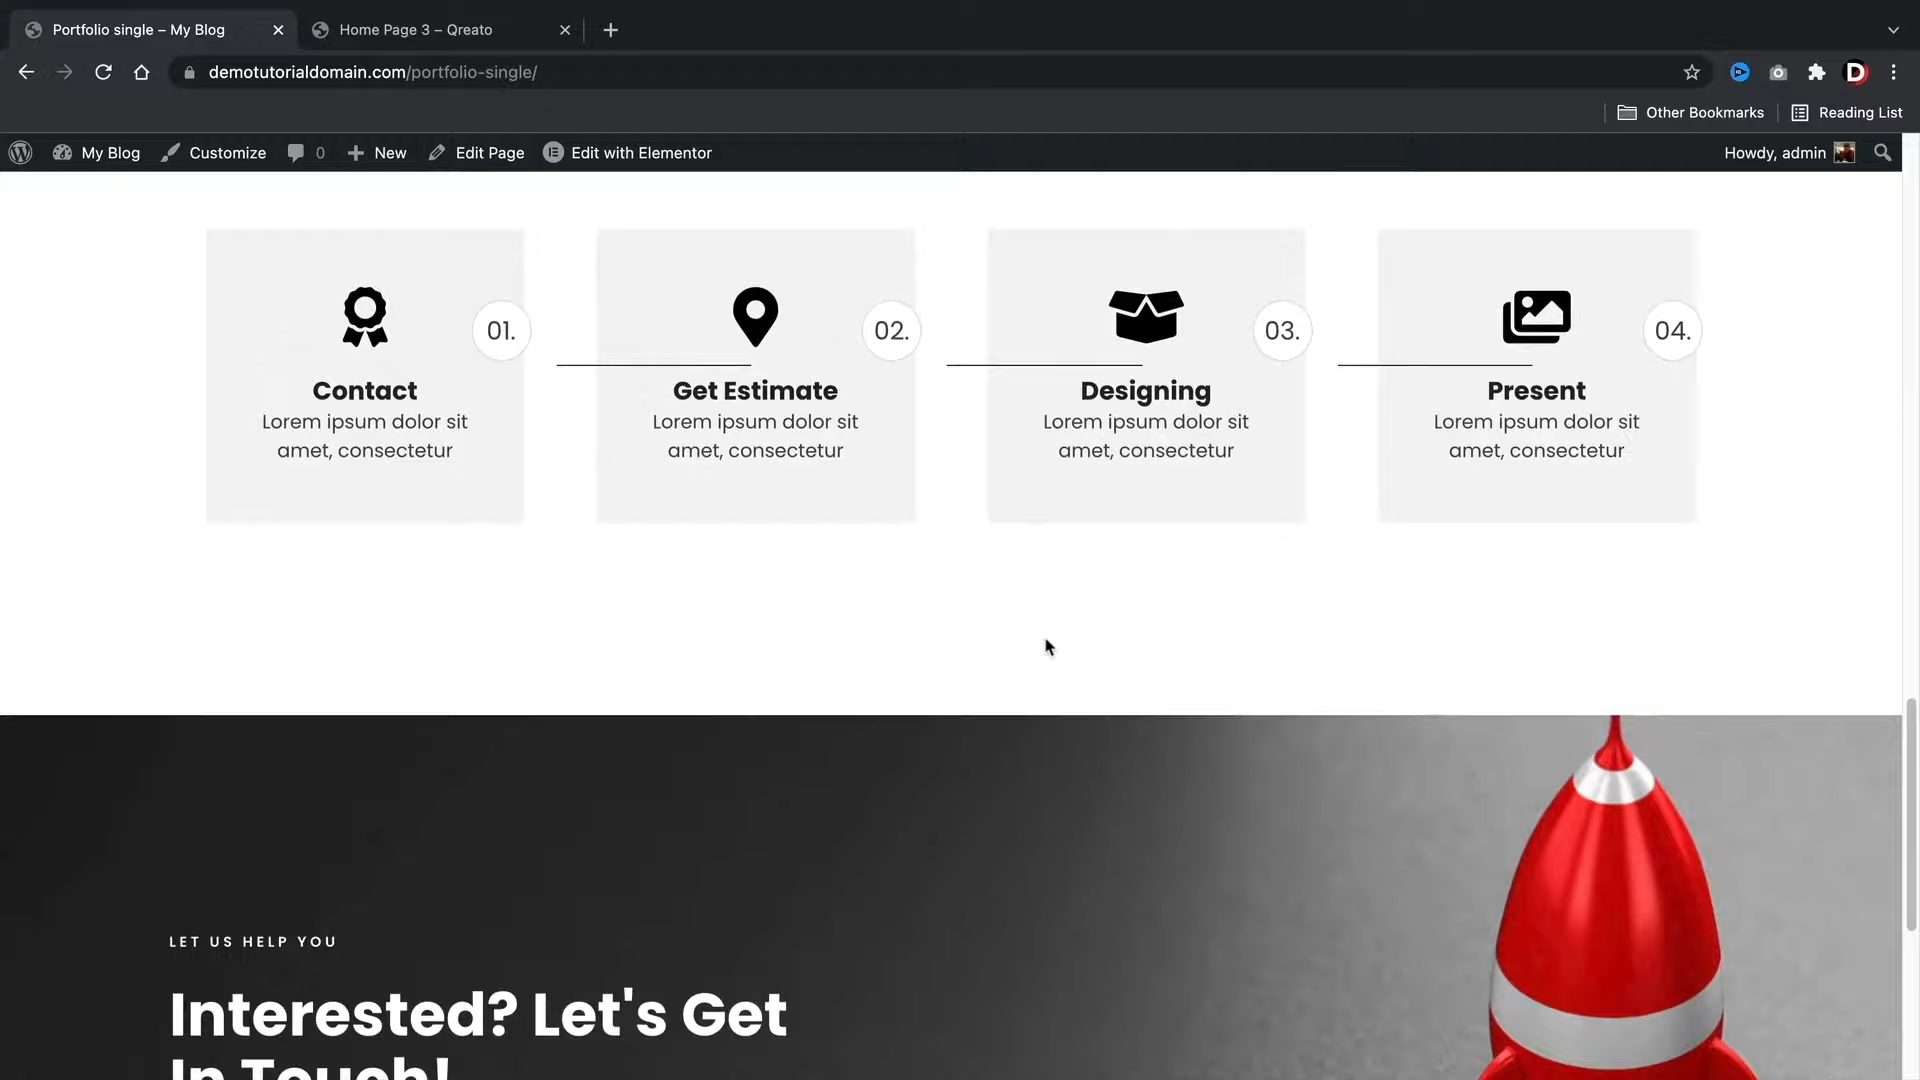 Portfolio single – My Blog
Home Page 3 – Qreato
demotutorialdomain.com/portfolio-single/
Other Bookmarks
Reading List
My Blog
Customize
0
New
Edit Page
Edit with Elementor
Howdy, admin
01.
Contact
Lorem ipsum dolor sit
amet, consectetur
02.
Get Estimate
Lorem ipsum dolor sit
amet, consectetur
03.
Designing
Lorem ipsum dolor sit
amet, consectetur
04.
Present
Lorem ipsum dolor sit
amet, consectetur
LET US HELP YOU
Interested? Let's Get
In Touch!